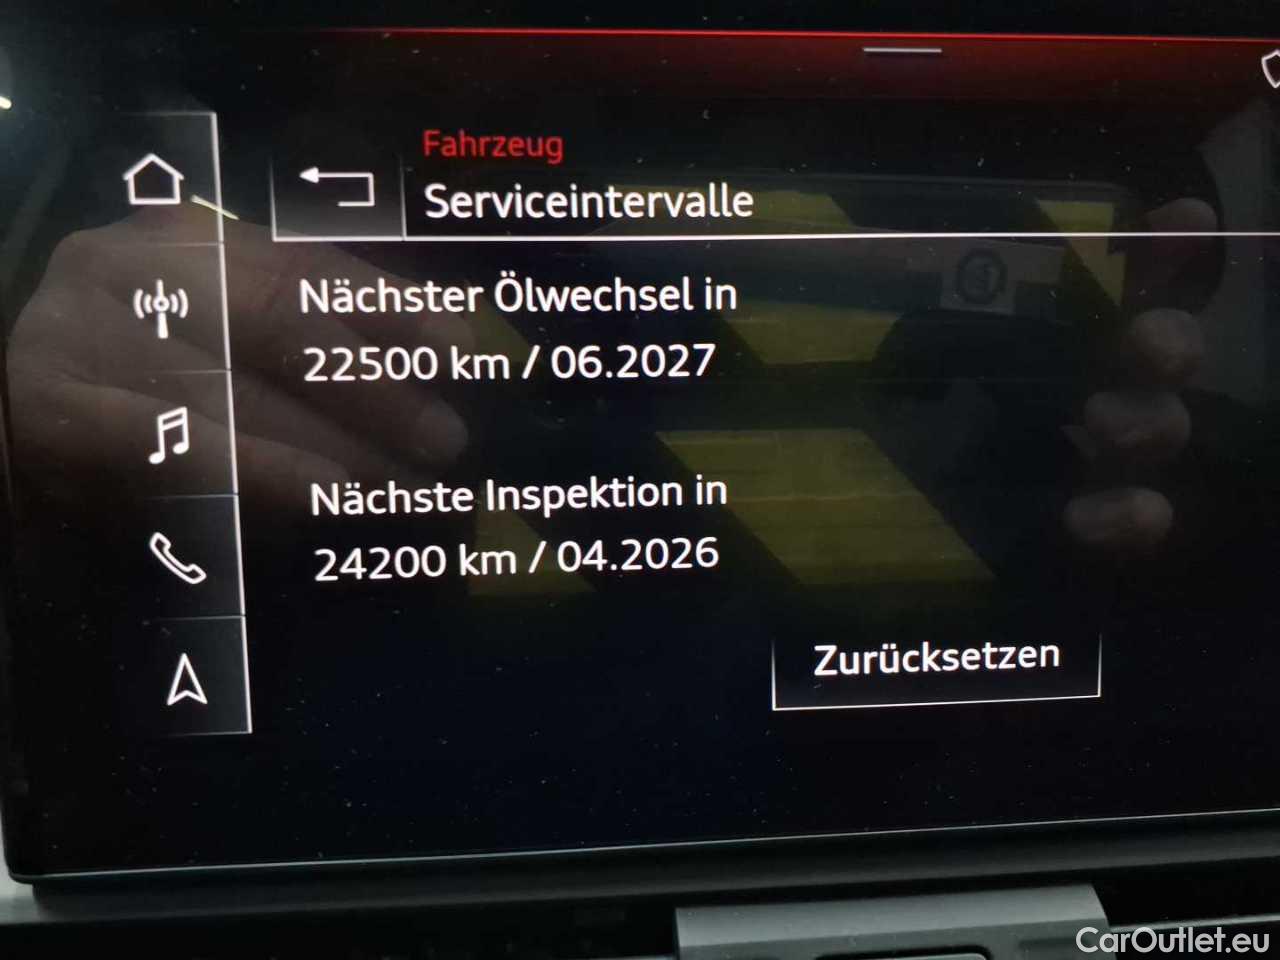 Fahrzeug
Serviceintervalle
Nächster Ölwechsel in
22500 km / 06.2027
Nächste Inspektion in
24200 km / 04.2026
Zurücksetzen
CarOutlet.eu